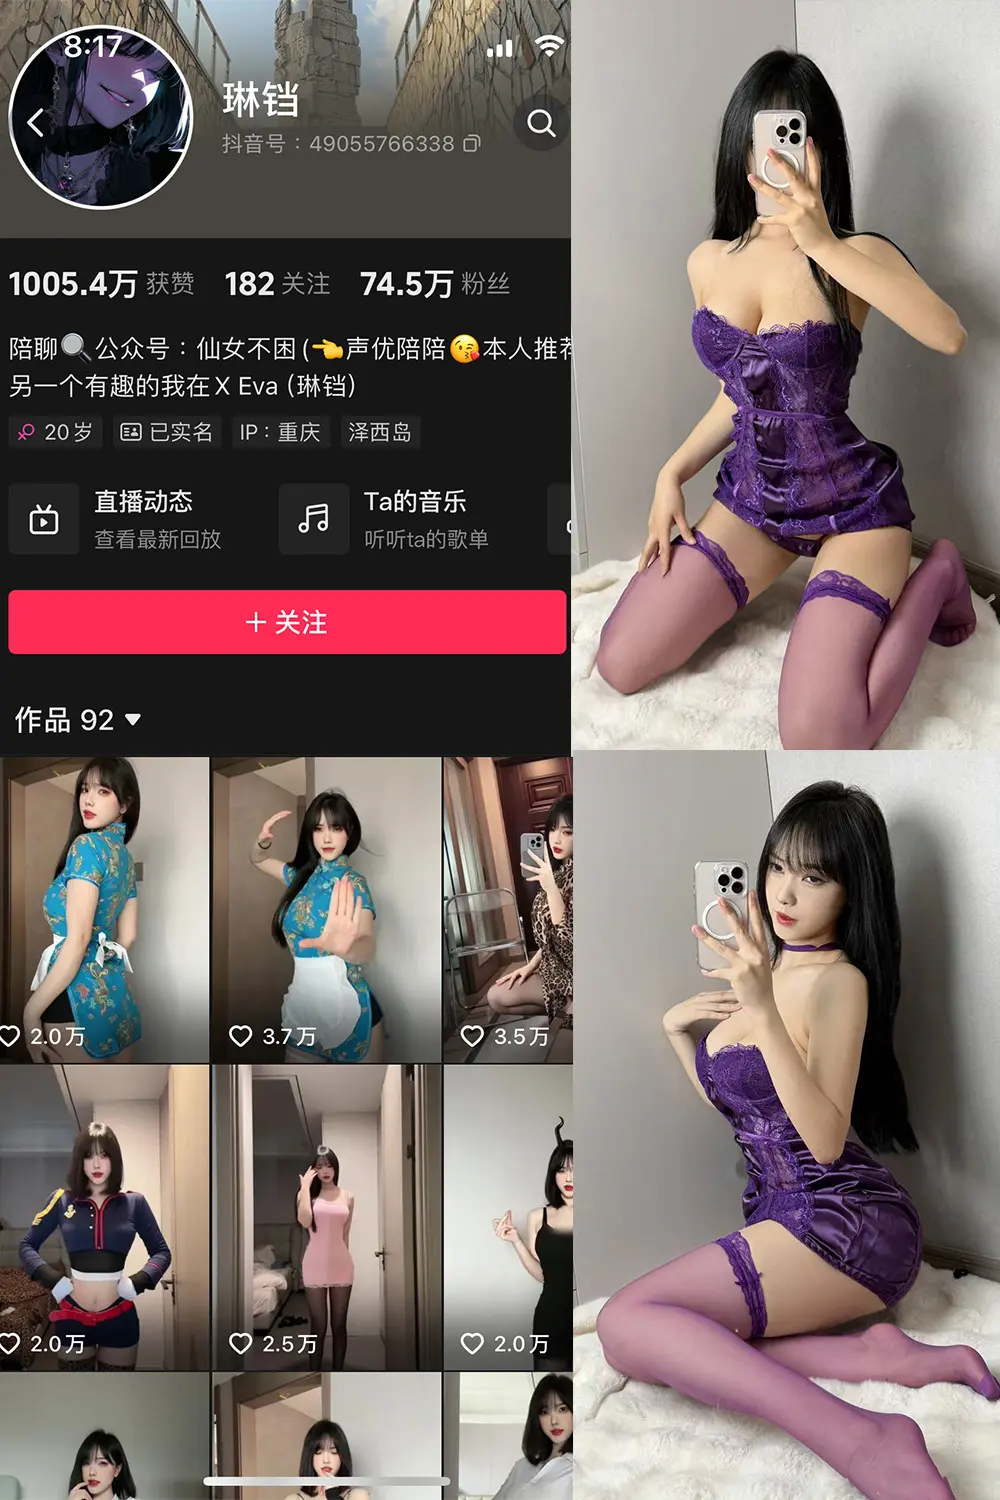 8:17
琳铛
抖音号：49055766338
1005.4万 获赞 182 关注 74.5万 粉丝
陪聊🔍公众号：仙女不困(👈声优陪陪😘本人推荐
另一个有趣的我在X Eva (琳铛)
20岁 已实名 IP：重庆 泽西岛
直播动态 Ta的音乐
查看最新回放 听听ta的歌单
+ 关注
作品 92
2.0万 3.7万 3.5万
2.0万 2.5万 2.0万